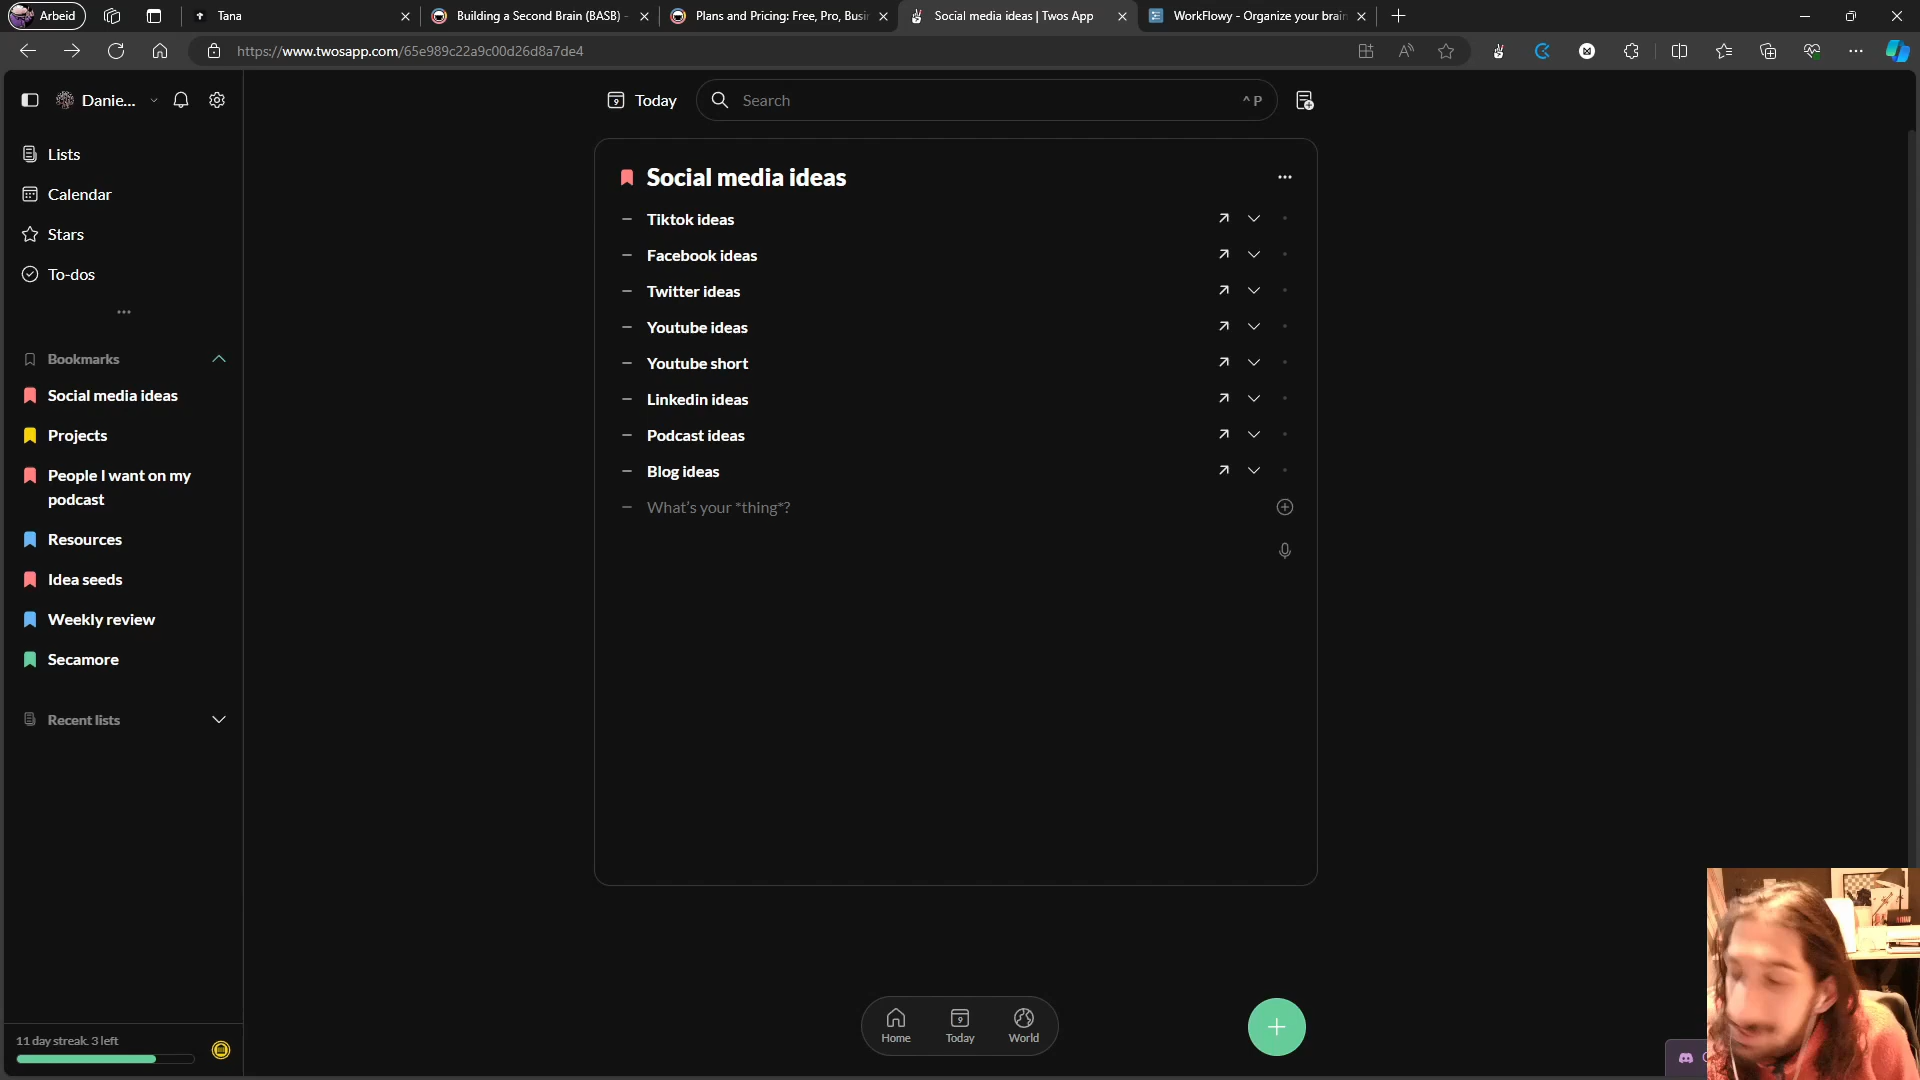 Arbeid
Tana
Building a Second Brain (BASB) -
Plans and Pricing: Free, Pro, Busi
Social media ideas | Twos App
WorkFlowy - Organize your brain
https://www.twosapp.com/65e989c22a9c00d26d8a7de4
Danie...
Today
Search
^ P
Lists
Calendar
Stars
To-dos
Bookmarks
Social media ideas
Projects
People I want on my
podcast
Resources
Idea seeds
Weekly review
Secamore
Recent lists
11 day streak. 3 left
Social media ideas
Tiktok ideas
Facebook ideas
Twitter ideas
Youtube ideas
Youtube short
Linkedin ideas
Podcast ideas
Blog ideas
What's your *thing*?
Home
Today
World